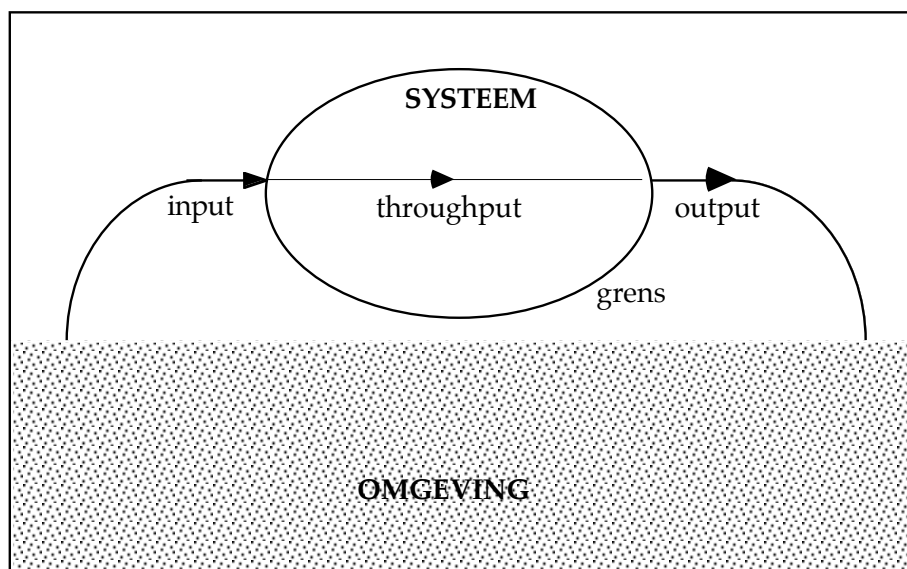 SYSTEEM
input
throughput
output
grens
OMGEVING